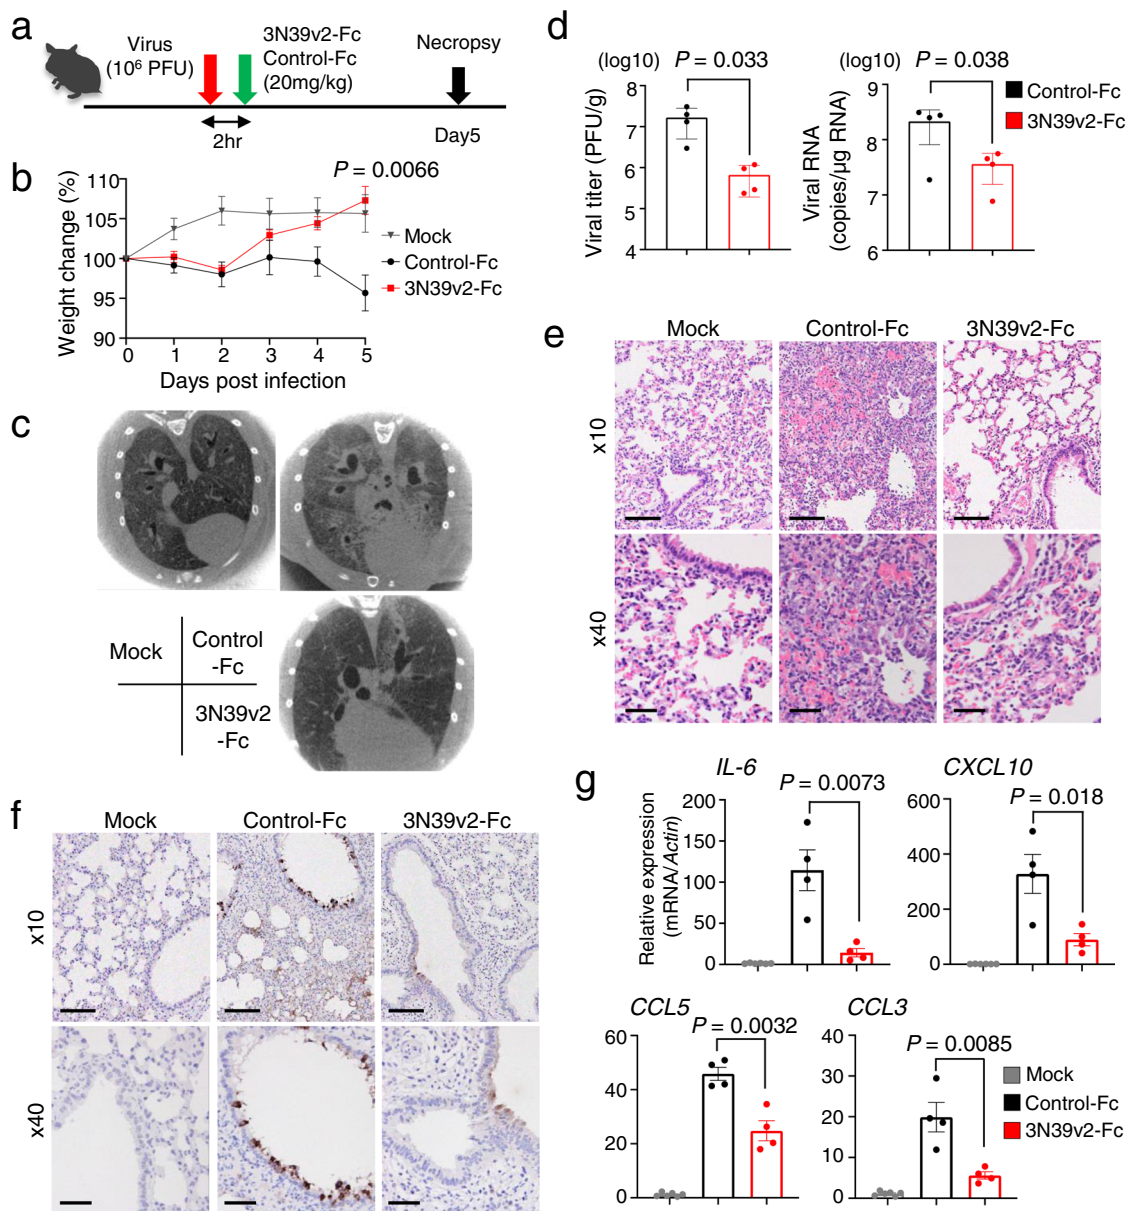 a
Virus
(10⁶ PFU)
3N39v2-Fc
Control-Fc
(20mg/kg)
Necropsy
2hr
Day5
b
P = 0.0066
Weight change (%)
110
105
100
95
90
0 1 2 3 4 5
Days post infection
Mock
Control-Fc
3N39v2-Fc
c
Mock
Control
-Fc
3N39v2
-Fc
d
(log10)
P = 0.033
Viral titer (PFU/g)
8
7
6
5
4
(log10)
P = 0.038
Viral RNA
(copies/μg RNA)
9
8
7
6
Control-Fc
3N39v2-Fc
e
Mock Control-Fc 3N39v2-Fc
x10
x40
f
Mock Control-Fc 3N39v2-Fc
x10
x40
g
IL-6
P = 0.0073
Relative expression
(mRNA/Actin)
200
150
100
50
0
CXCL10
P = 0.018
600
400
200
0
CCL5
P = 0.0032
60
40
20
0
CCL3
P = 0.0085
40
30
20
10
0
Mock
Control-Fc
3N39v2-Fc